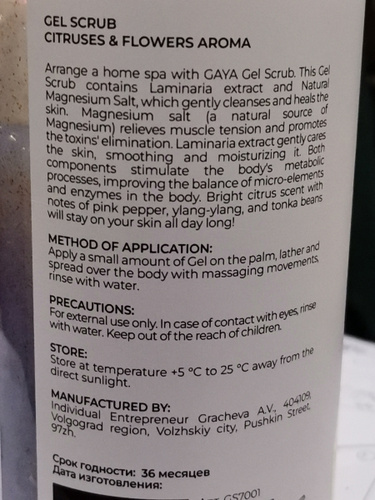 GEL SCRUB
CITRUSES & FLOWERS AROMA
Arrange a home spa with GAYA Gel Scrub. This Gel
Scrub contains Laminaria extract and Natural
Magnesium Salt, which gently cleanses and heals the
skin. Magnesium salt (a natural source of
Magnesium) relieves muscle tension and promotes
the toxins' elimination. Laminaria extract gently cares
the skin, smoothing and moisturizing it. Both
components stimulate the body's metabolic
processes, improving the balance of micro-elements
and enzymes in the body. Bright citrus scent with
notes of pink pepper, ylang-ylang, and tonka beans
will stay on your skin all day long!
METHOD OF APPLICATION:
Apply a small amount of Gel on the palm, lather and
spread over the body with massaging movements,
rinse with water.
PRECAUTIONS:
For external use only. In case of contact with eyes, rinse
with water. Keep out of the reach of children.
STORE:
Store at temperature +5 °C to 25 °C away from the
direct sunlight.
MANUFACTURED BY:
Individual Entrepreneur Gracheva A.V., 404109,
Volgograd region, Volzhskiy city, Pushkin Street,
97zh.
Срок годности: 36 месяцев
Дата изготовления:
GS7001